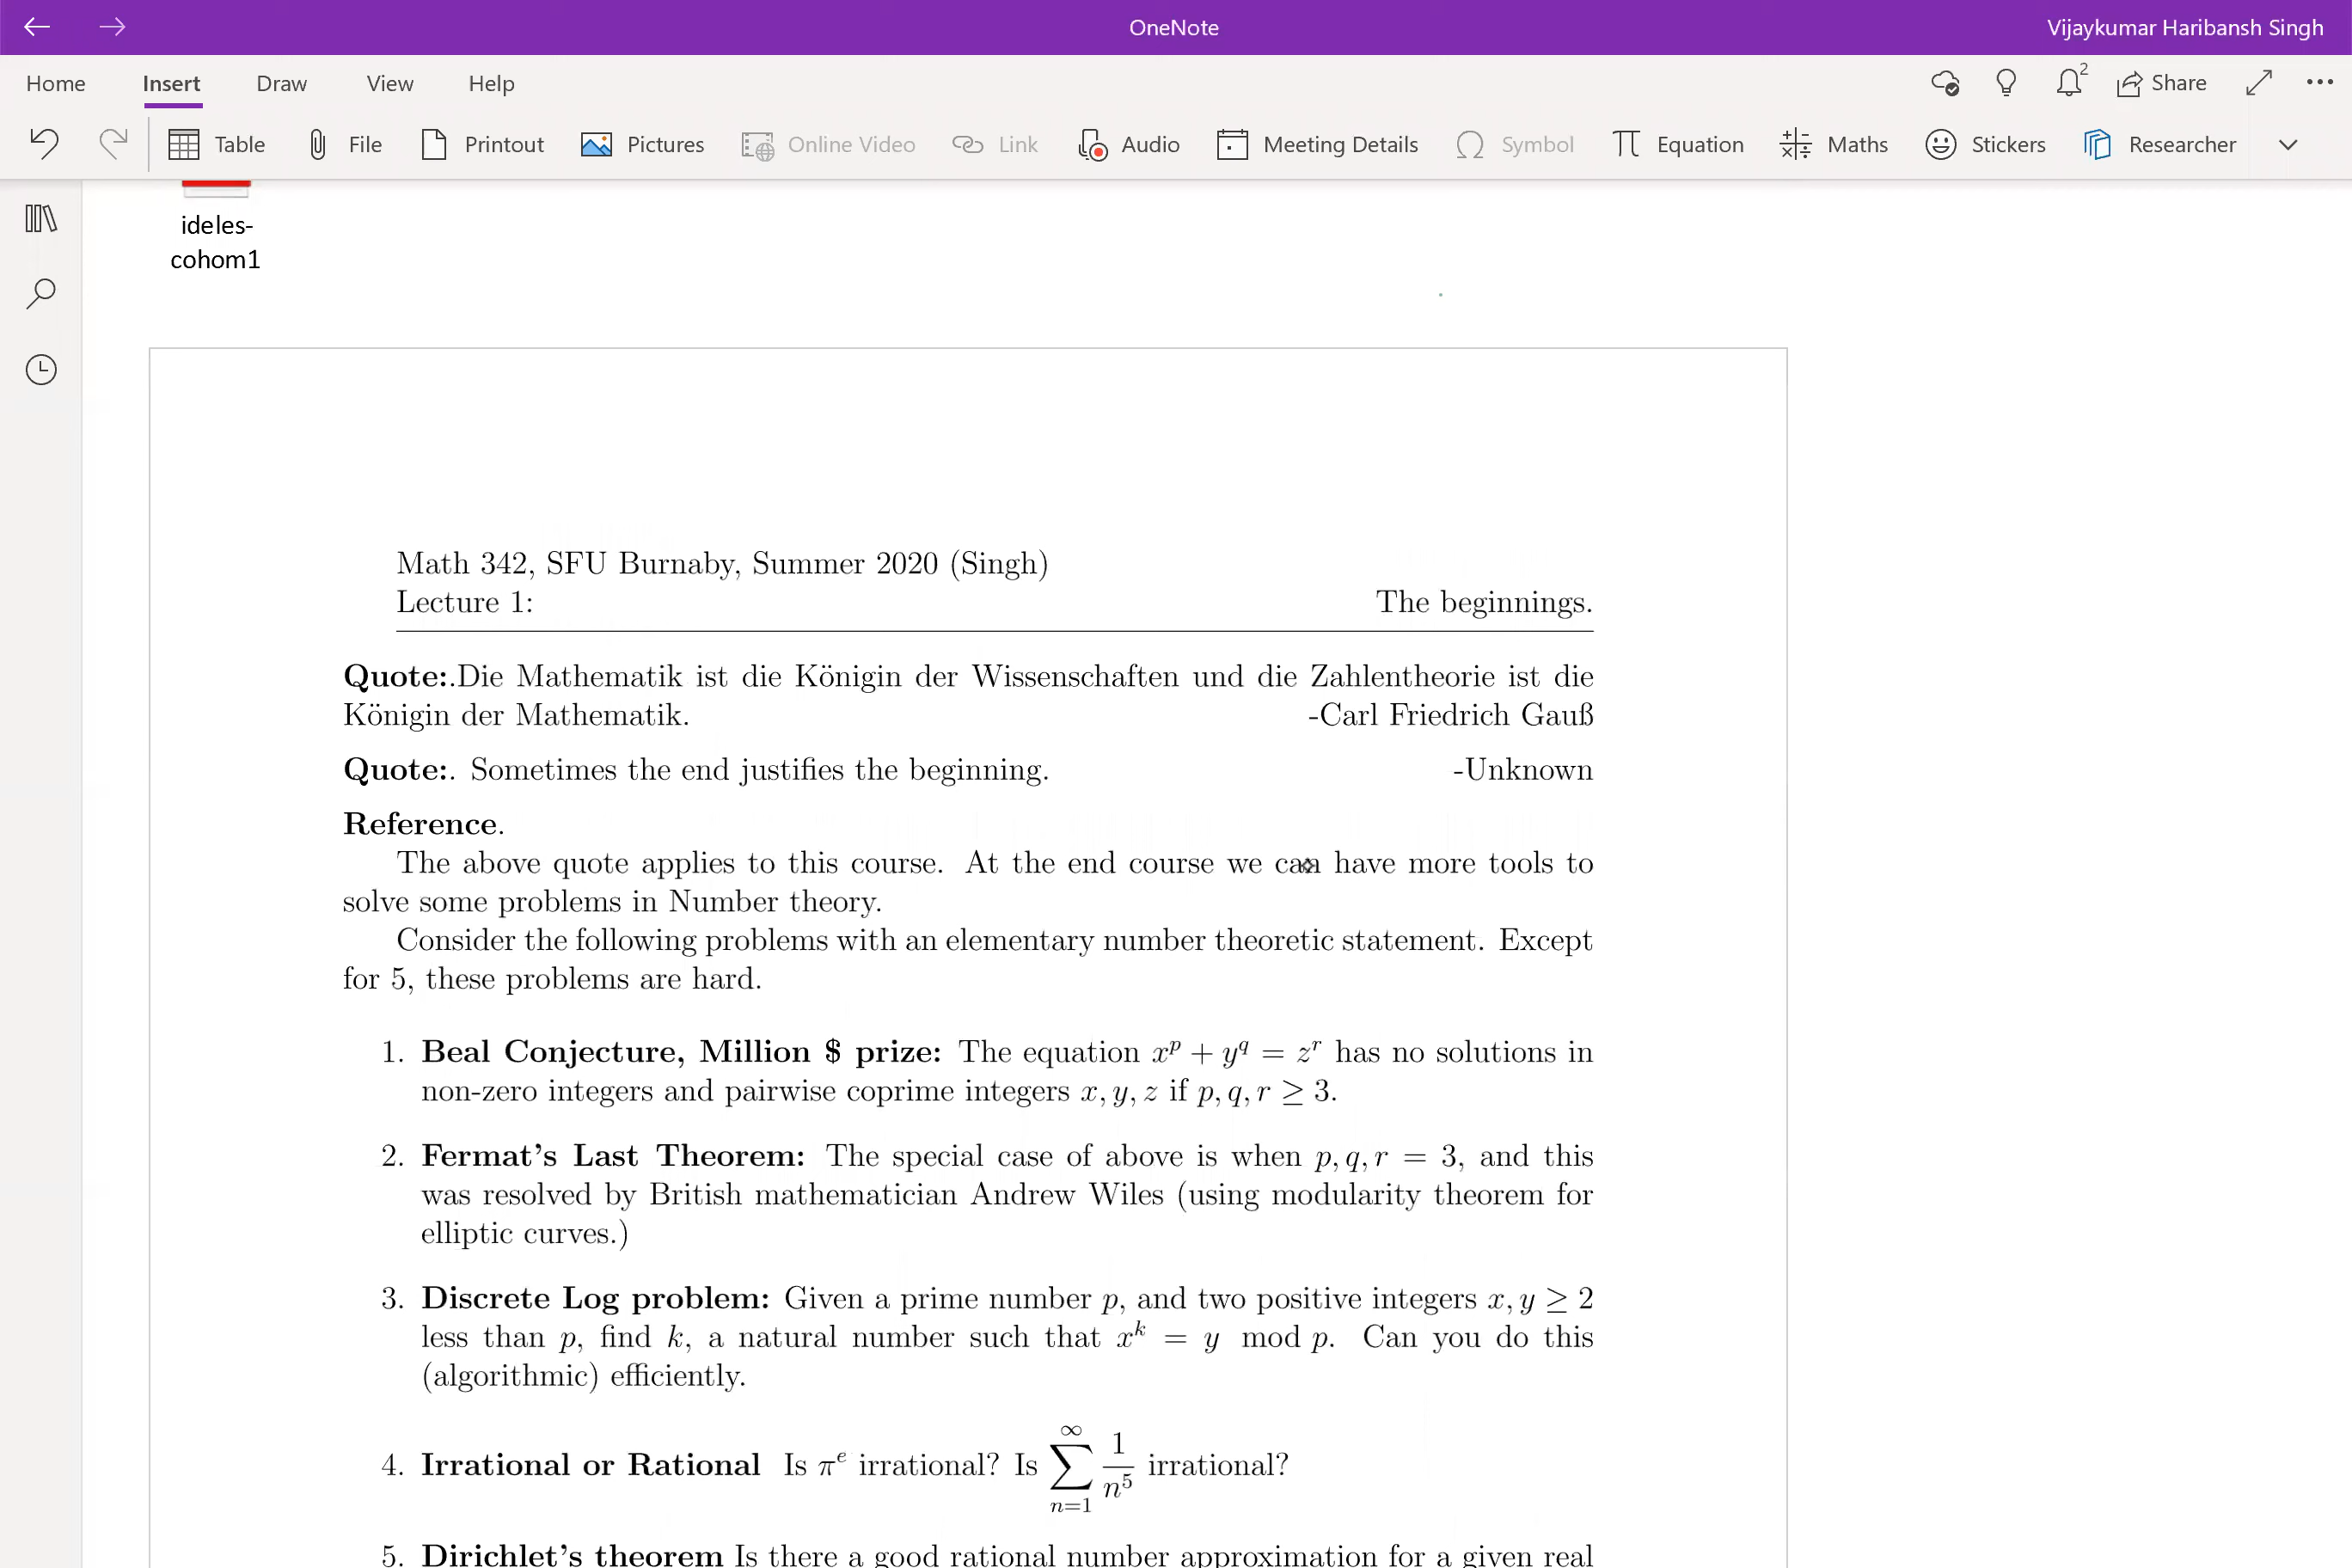 OneNote
Vijaykumar Haribansh Singh
Home Insert Draw View Help
2 Share
Table File Printout Pictures Online Video Link Audio Meeting Details Symbol Equation Maths Stickers Researcher
ideles-
cohom1
Math 342, SFU Burnaby, Summer 2020 (Singh)
Lecture 1: The beginnings.
Quote:.Die Mathematik ist die Königin der Wissenschaften und die Zahlentheorie ist die
Königin der Mathematik. -Carl Friedrich Gauß
Quote:. Sometimes the end justifies the beginning. -Unknown
Reference.
The above quote applies to this course. At the end course we can have more tools to
solve some problems in Number theory.
Consider the following problems with an elementary number theoretic statement. Except
for 5, these problems are hard.
1. Beal Conjecture, Million $ prize: The equation $x^p + y^q = z^r$ has no solutions in
non-zero integers and pairwise coprime integers $x, y, z$ if $p, q, r \geq 3$.
2. Fermat's Last Theorem: The special case of above is when $p, q, r = 3$, and this
was resolved by British mathematician Andrew Wiles (using modularity theorem for
elliptic curves.)
3. Discrete Log problem: Given a prime number $p$, and two positive integers $x, y \geq 2$
less than $p$, find $k$, a natural number such that $x^k = y \mod p$. Can you do this
(algorithmic) efficiently.
4. Irrational or Rational Is $\pi^e$ irrational? Is $\sum_{n=1}^{\infty} \frac{1}{n^5}$ irrational?
5. Dirichlet's theorem Is there a good rational number approximation for a given real